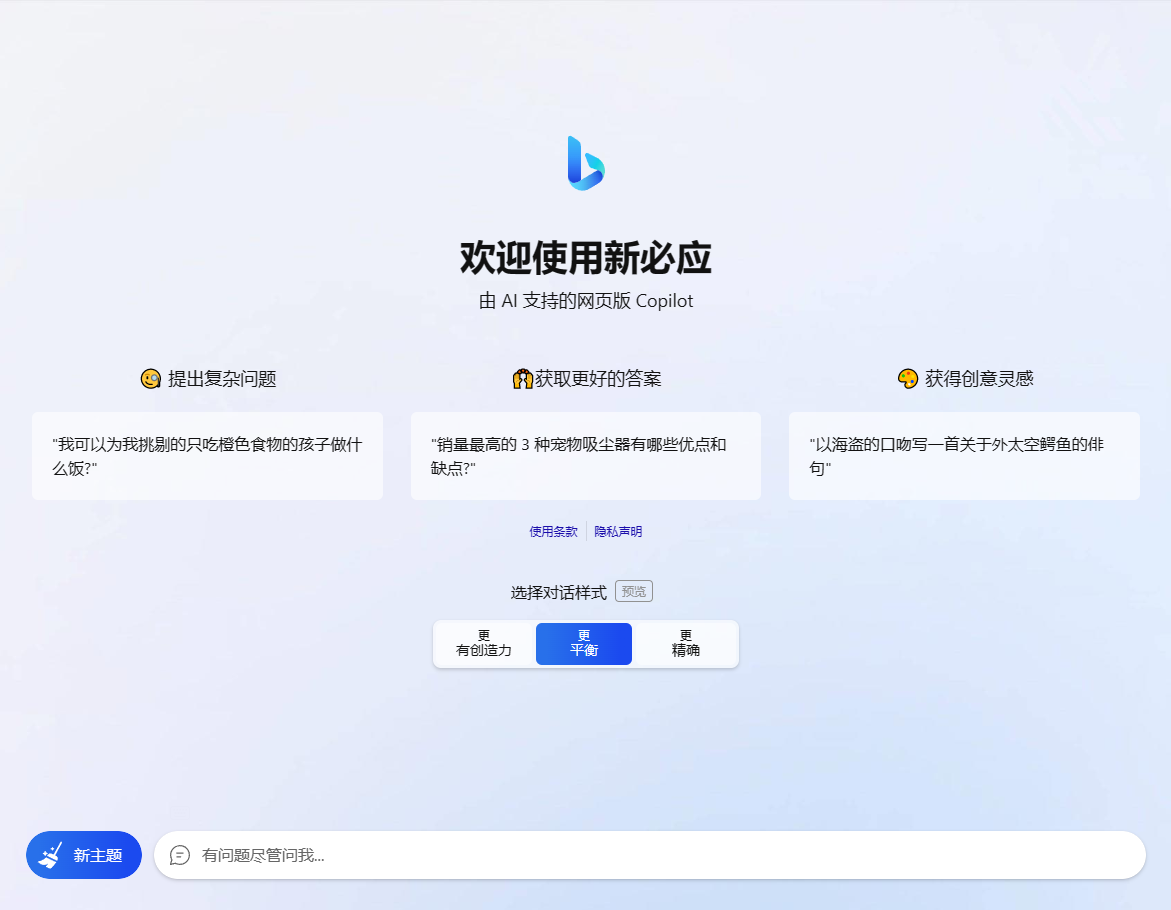 欢迎使用新必应
由 AI 支持的网页版 Copilot
提出复杂问题
"我可以为我挑剔的只吃橙色食物的孩子做什
么饭?"
获取更好的答案
"销量最高的 3 种宠物吸尘器有哪些优点和
缺点?"
获得创意灵感
"以海盗的口吻写一首关于外太空鳄鱼的俳
句"
使用条款
隐私声明
选择对话样式 预览
更
有创造力
更
平衡
更
精确
新主题
有问题尽管问我...